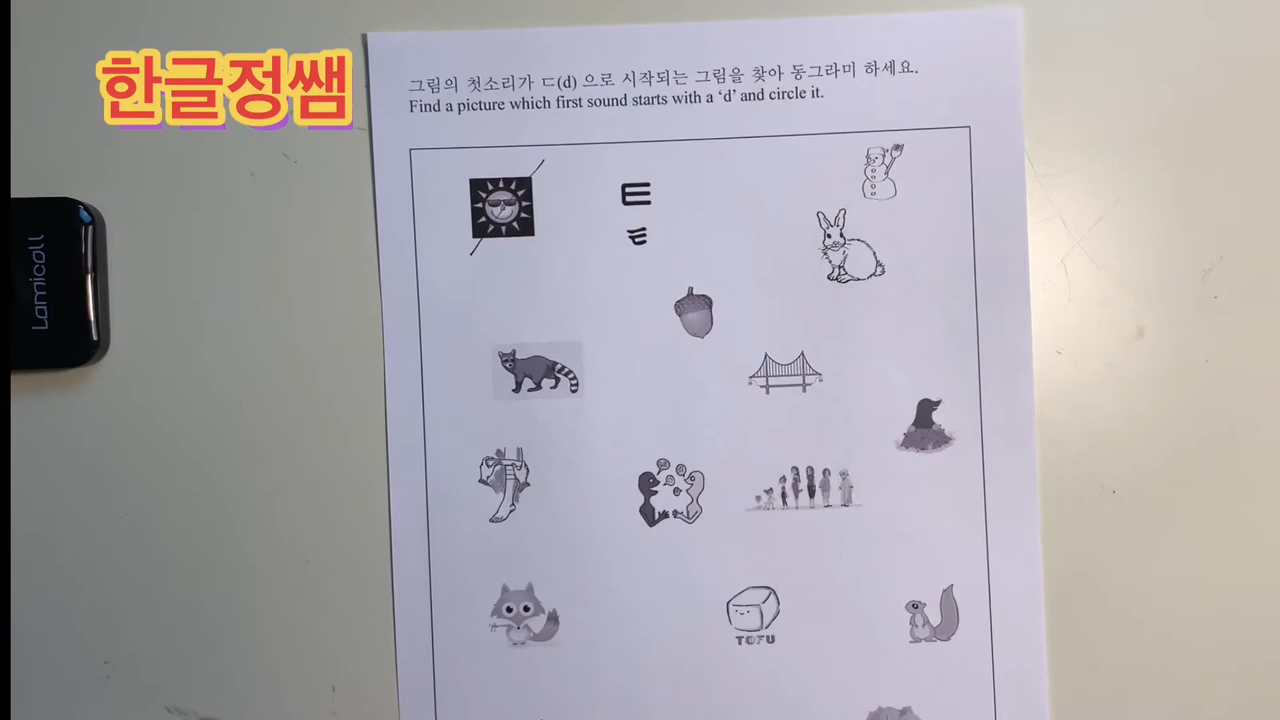 한글정쌤
그림의 첫소리가 ㄷ(d) 으로 시작되는 그림을 찾아 동그라미 하세요.
Find a picture which first sound starts with a ‘d’ and circle it.
ㅌ
ㅌ
TOFU
Lamicall